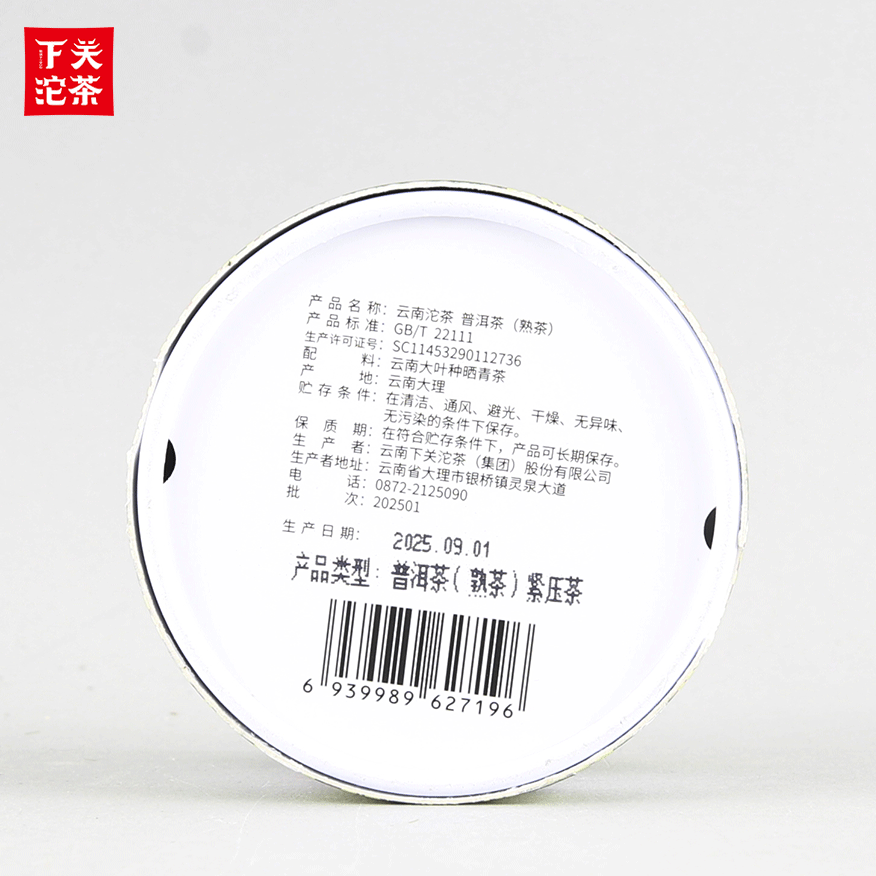 下关
沱茶
产品名称：云南沱茶 普洱茶（熟茶）
产品标准：GB/T 22111
生产许可证号：SC11453290112736
配料：云南大叶种晒青茶
产地：云南大理
贮存条件：在清洁、通风、避光、干燥、无异味、
无污染的条件下保存。
保质期：在符合贮存条件下，产品可长期保存。
生产者：云南下关沱茶（集团）股份有限公司
生产者地址：云南省大理市银桥镇灵泉大道
电话：0872-2125090
批次：202501
生产日期：2025.09.01
产品类型：普洱茶（熟茶）紧压茶
6 939989 627196